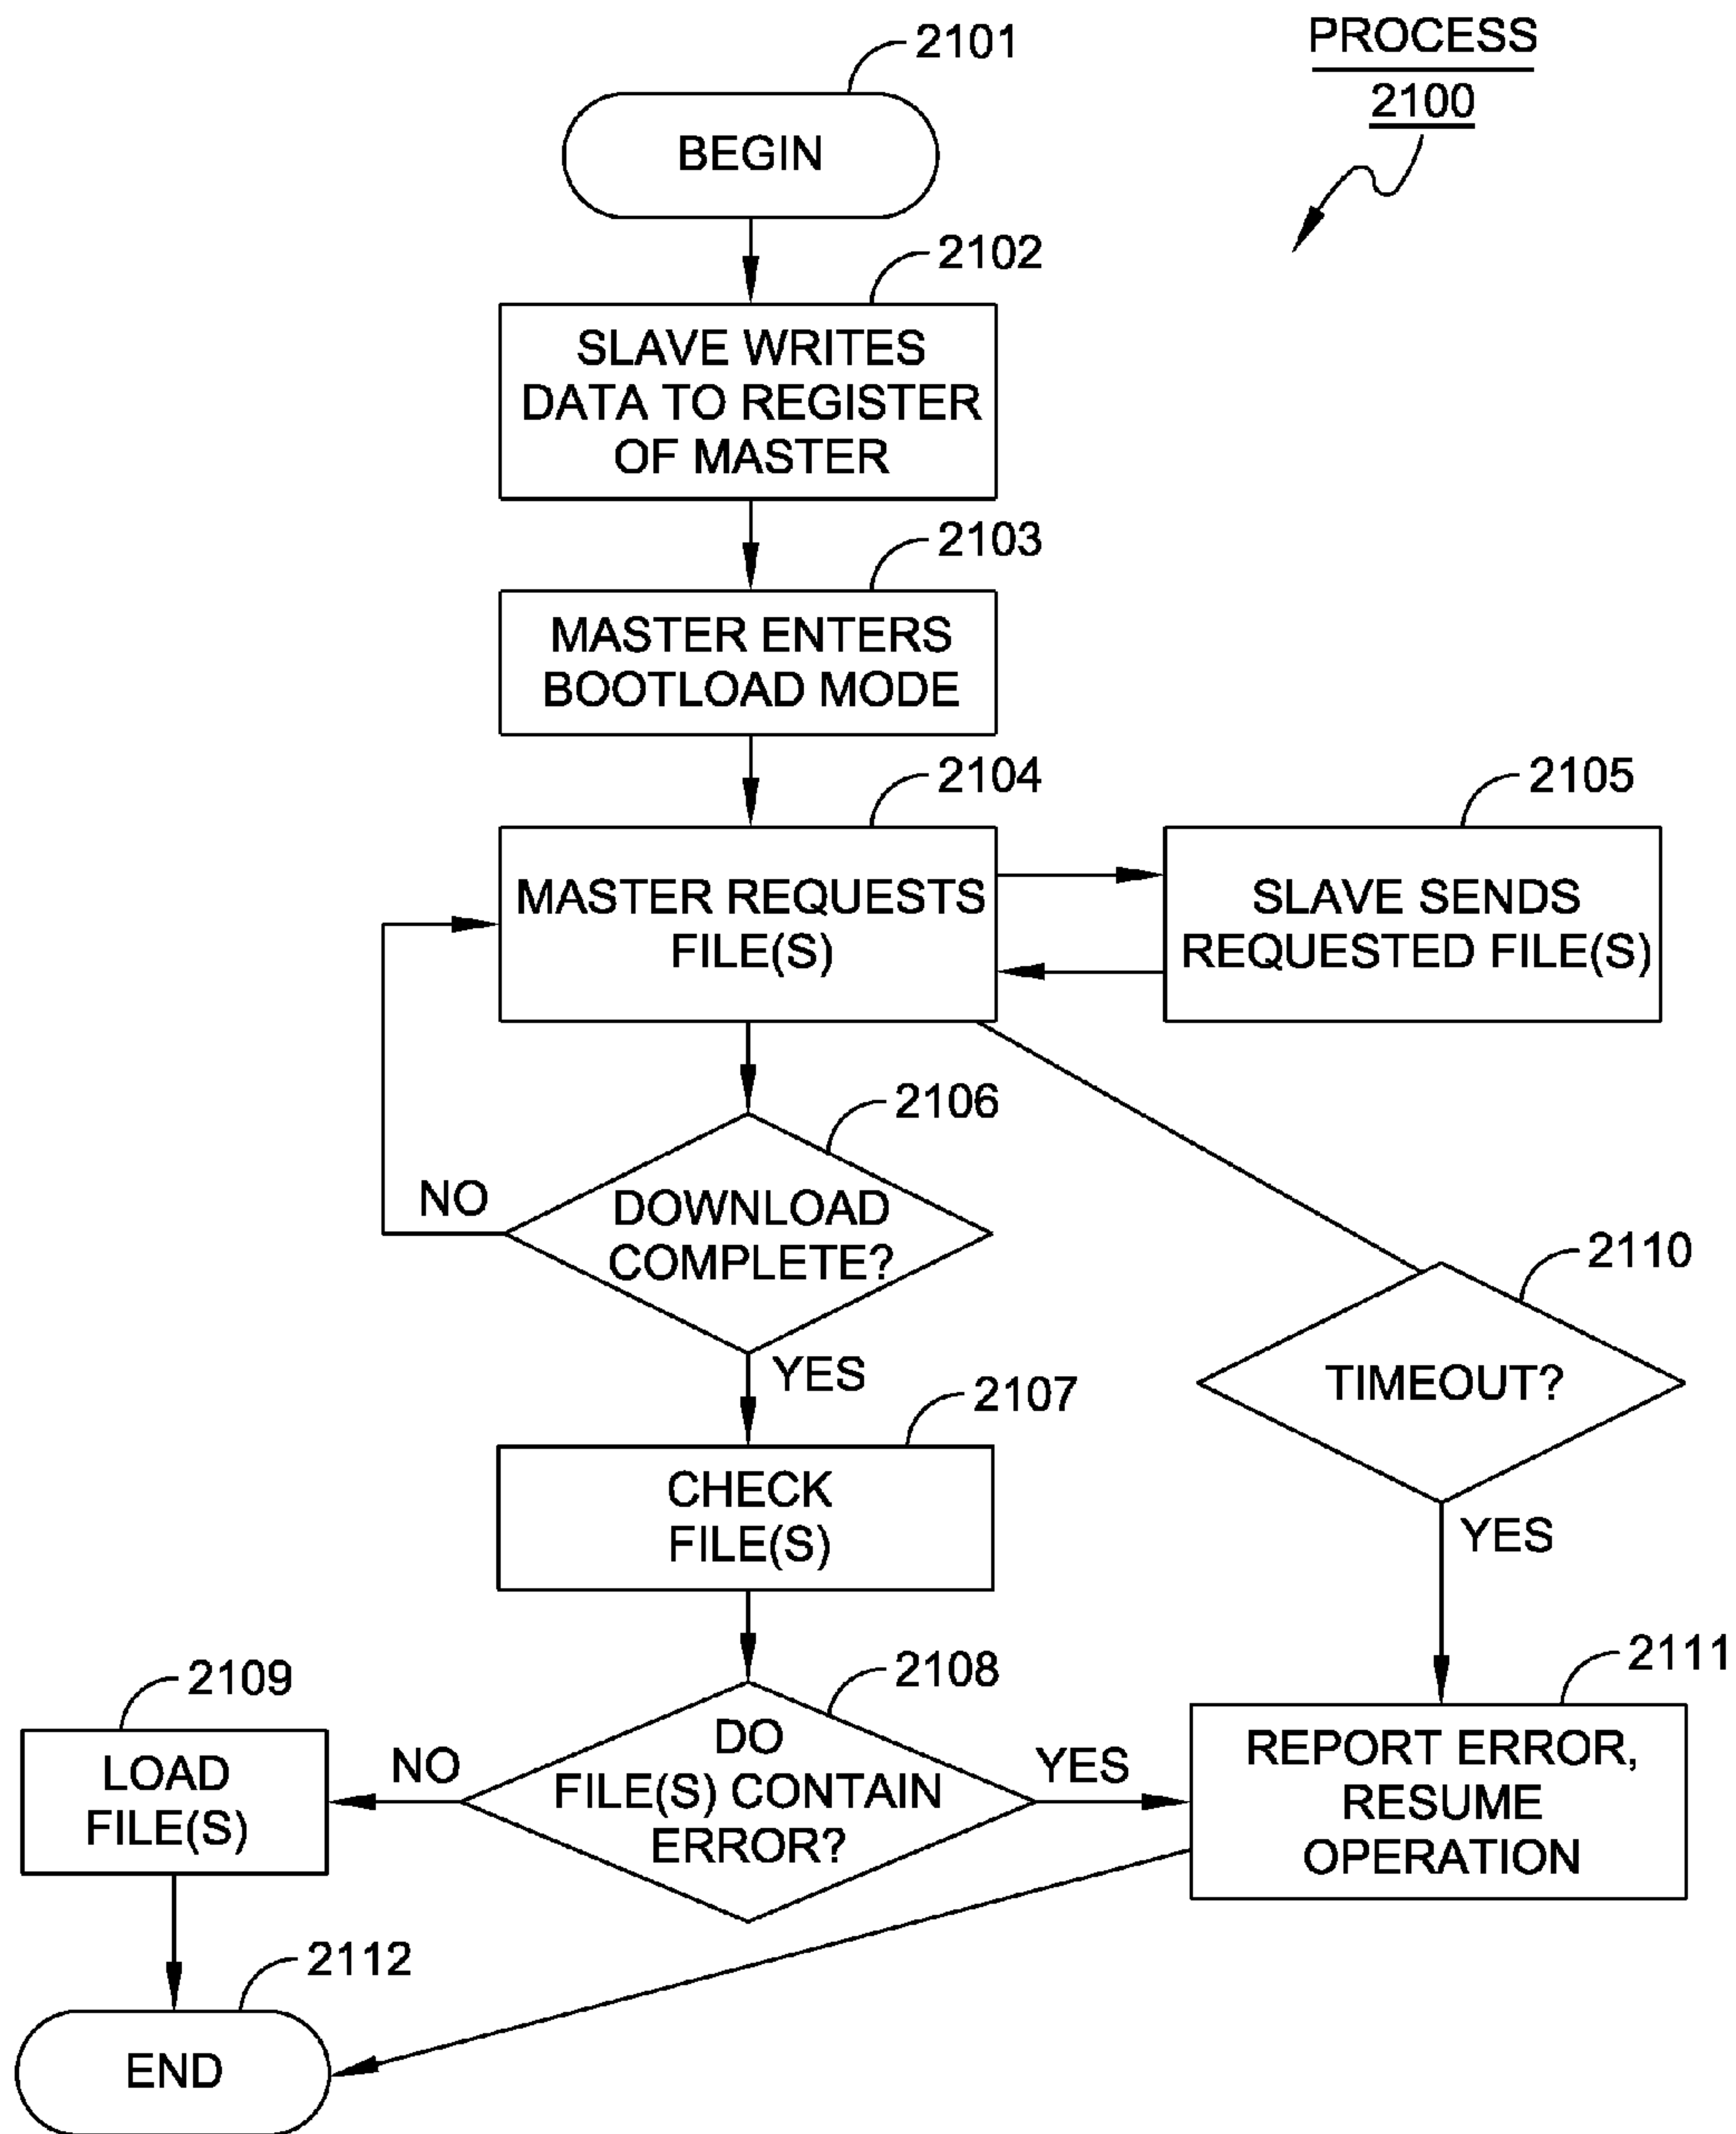 PROCESS
2100
2101
BEGIN
2102
SLAVE WRITES
DATA TO REGISTER
OF MASTER
2103
MASTER ENTERS
BOOTLOAD MODE
2104
MASTER REQUESTS
FILE(S)
2105
SLAVE SENDS
REQUESTED FILE(S)
2106
DOWNLOAD
COMPLETE?
NO
YES
2110
TIMEOUT?
YES
2107
CHECK
FILE(S)
2108
DO
FILE(S) CONTAIN
ERROR?
NO
YES
2109
LOAD
FILE(S)
2111
REPORT ERROR,
RESUME
OPERATION
2112
END